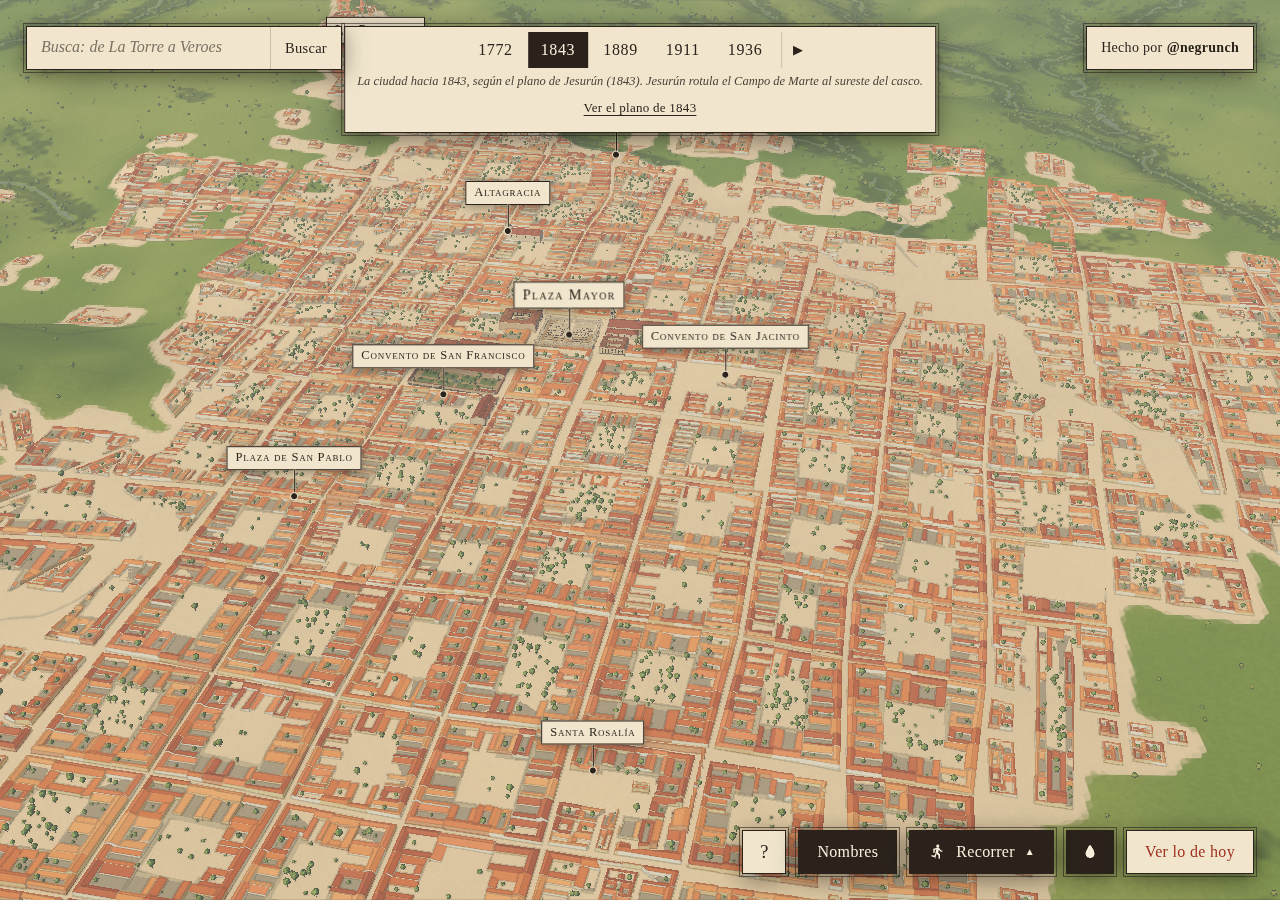 Busca: de La Torre a Veroes
Buscar
1772 1843 1889 1911 1936
La ciudad hacia 1843, según el plano de Jesurún (1843). Jesurún rotula el Campo de Marte al sureste del casco.
Ver el plano de 1843
Hecho por @negrunch
Altagracia
Plaza Mayor
Convento de San Jacinto
Convento de San Francisco
Plaza de San Pablo
Santa Rosalía
?
Nombres
Recorrer
Ver lo de hoy